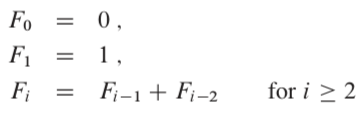 F₀ = 0 ,
F₁ = 1 ,
Fᵢ = Fᵢ₋₁ + Fᵢ₋₂ for i ≥ 2